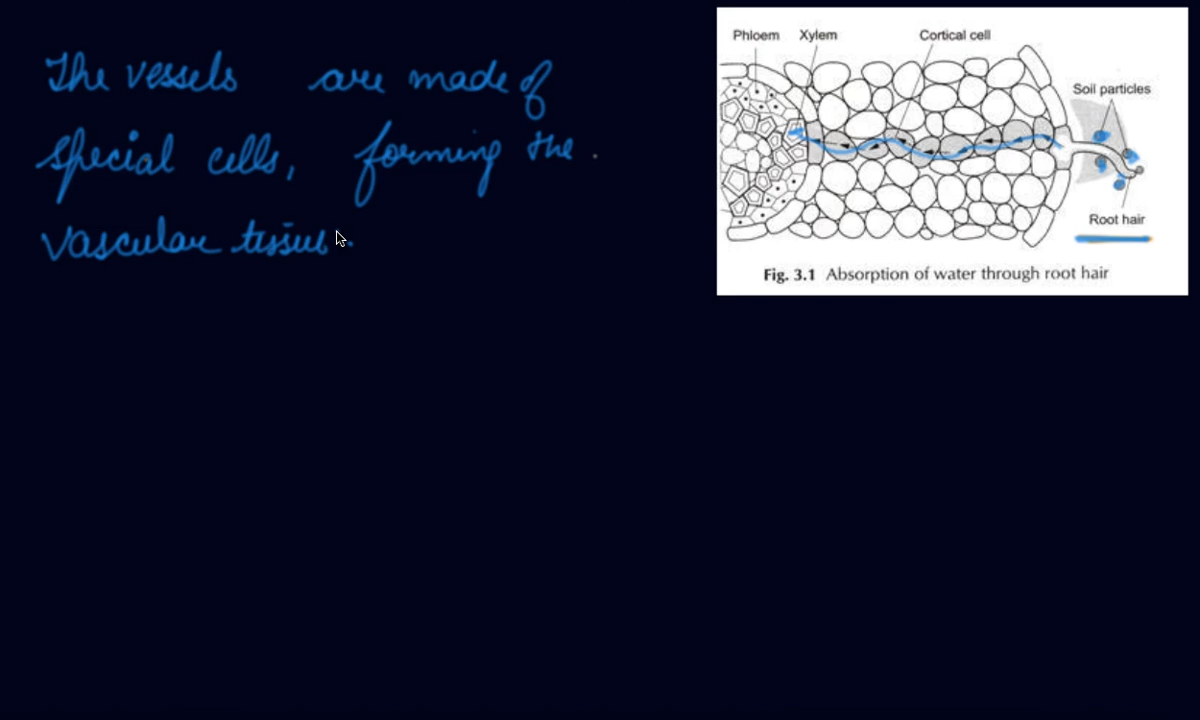 The vessels are made of
special cells, forming the
vascular tissue.
Phloem Xylem Cortical cell
Soil particles
Root hair
Fig. 3.1 Absorption of water through root hair